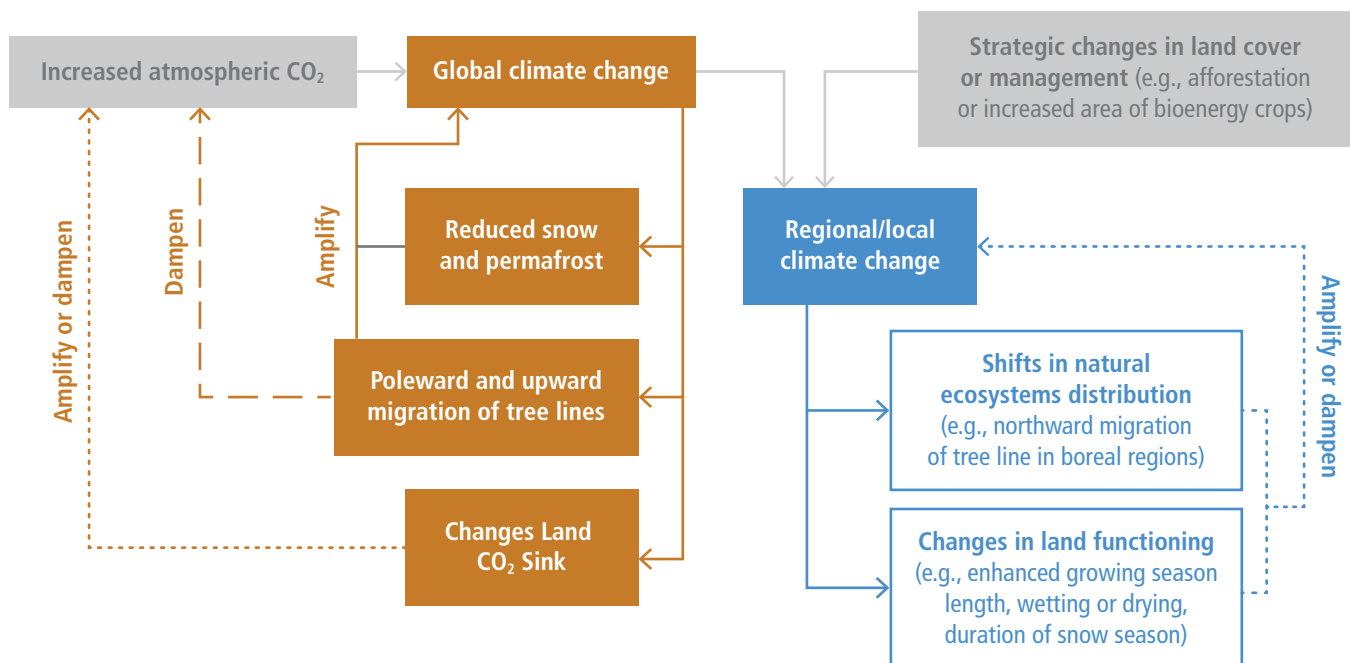 Increased atmospheric CO₂
Global climate change
Strategic changes in land cover
or management (e.g., afforestation
or increased area of bioenergy crops)
Amplify or dampen
Dampen
Amplify
Reduced snow
and permafrost
Regional/local
climate change
Poleward and upward
migration of tree lines
Shifts in natural
ecosystems distribution
(e.g., northward migration
of tree line in boreal regions)
Amplify or dampen
Changes Land
CO₂ Sink
Changes in land functioning
(e.g., enhanced growing season
length, wetting or drying,
duration of snow season)